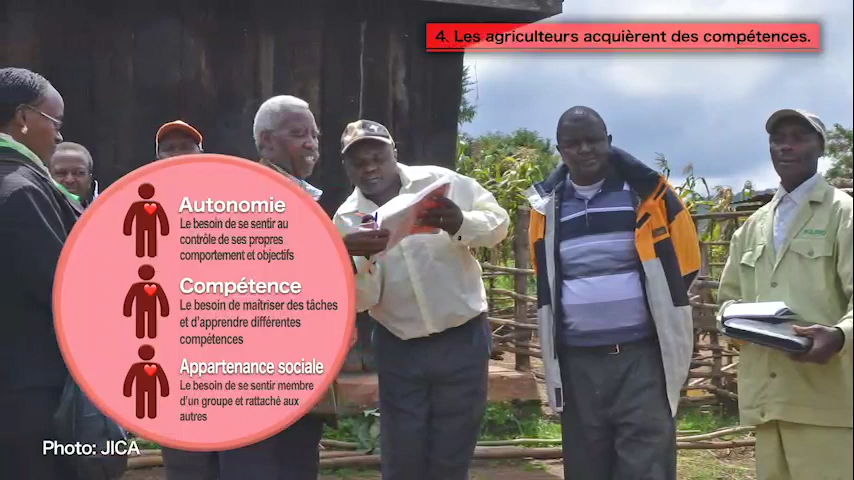 4. Les agriculteurs acquièrent des compétences.
Autonomie
Le besoin de se sentir au
contrôle de ses propres
comportement et objectifs
Compétence
Le besoin de maîtriser des tâches
et d'apprendre différentes
compétences
Appartenance sociale
Le besoin de se sentir membre
d'un groupe et rattaché aux
autres
Photo: JICA